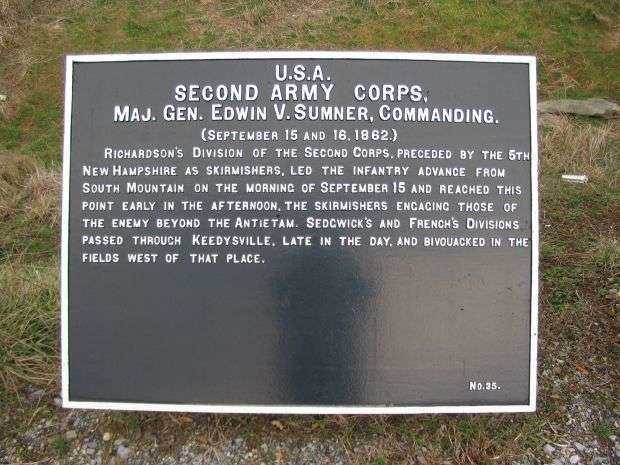 U.S.A.
SECOND ARMY CORPS,
MAJ. GEN. EDWIN V. SUMNER, COMMANDING.
(SEPTEMBER 15 AND 16, 1862.)
RICHARDSON'S DIVISION OF THE SECOND CORPS, PRECEDED BY THE 5TH
NEW HAMPSHIRE AS SKIRMISHERS, LED THE INFANTRY ADVANCE FROM
SOUTH MOUNTAIN ON THE MORNING OF SEPTEMBER 15 AND REACHED THIS
POINT EARLY IN THE AFTERNOON, THE SKIRMISHERS ENGAGING THOSE OF
THE ENEMY BEYOND THE ANTIETAM. SEDGWICK'S AND FRENCH'S DIVISIONS
PASSED THROUGH KEEDYSVILLE, LATE IN THE DAY, AND BIVOUACKED IN THE
FIELDS WEST OF THAT PLACE.
NO. 35.